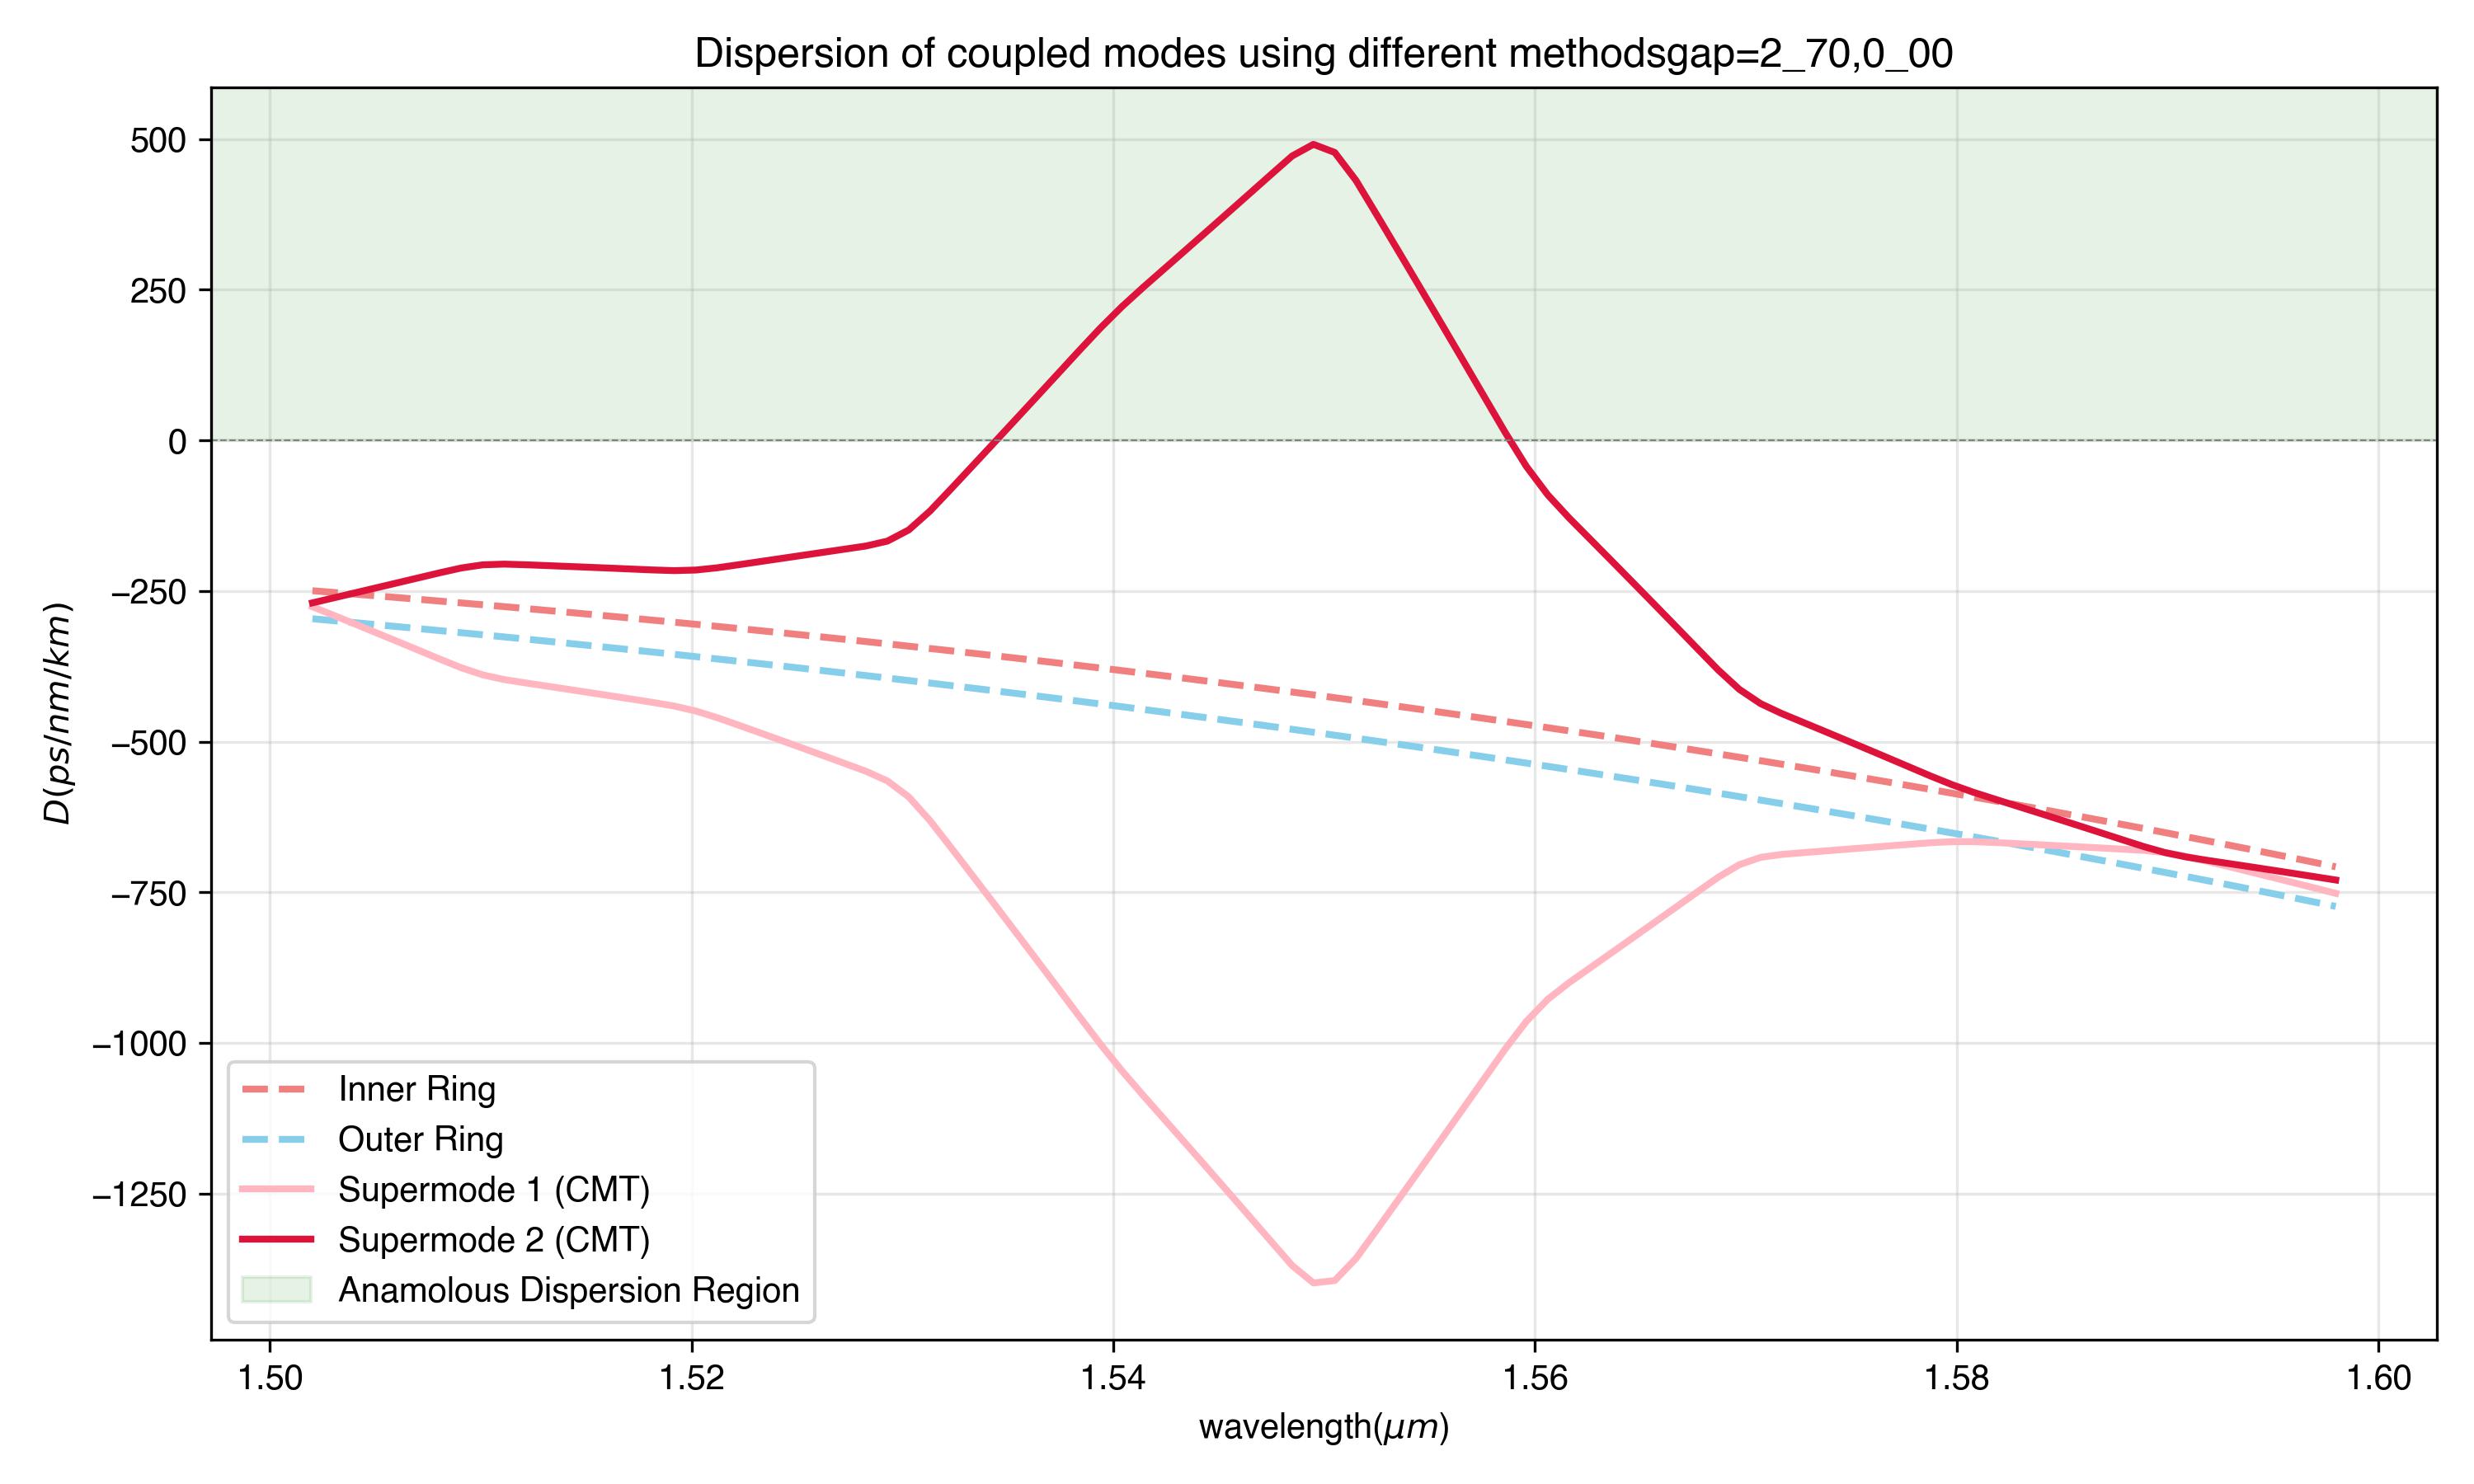 Dispersion of coupled modes using different methodsgap=2_70,0_00
D(ps/nm/km)
500
250
0
−250
−500
−750
−1000
−1250
Inner Ring
Outer Ring
Supermode 1 (CMT)
Supermode 2 (CMT)
Anamolous Dispersion Region
1.50 1.52 1.54 1.56 1.58 1.60
wavelength(μm)